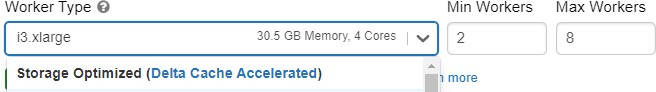 Worker Type Min Workers Max Workers
i3.xlarge 30.5 GB Memory, 4 Cores 2 8
Storage Optimized (Delta Cache Accelerated) more